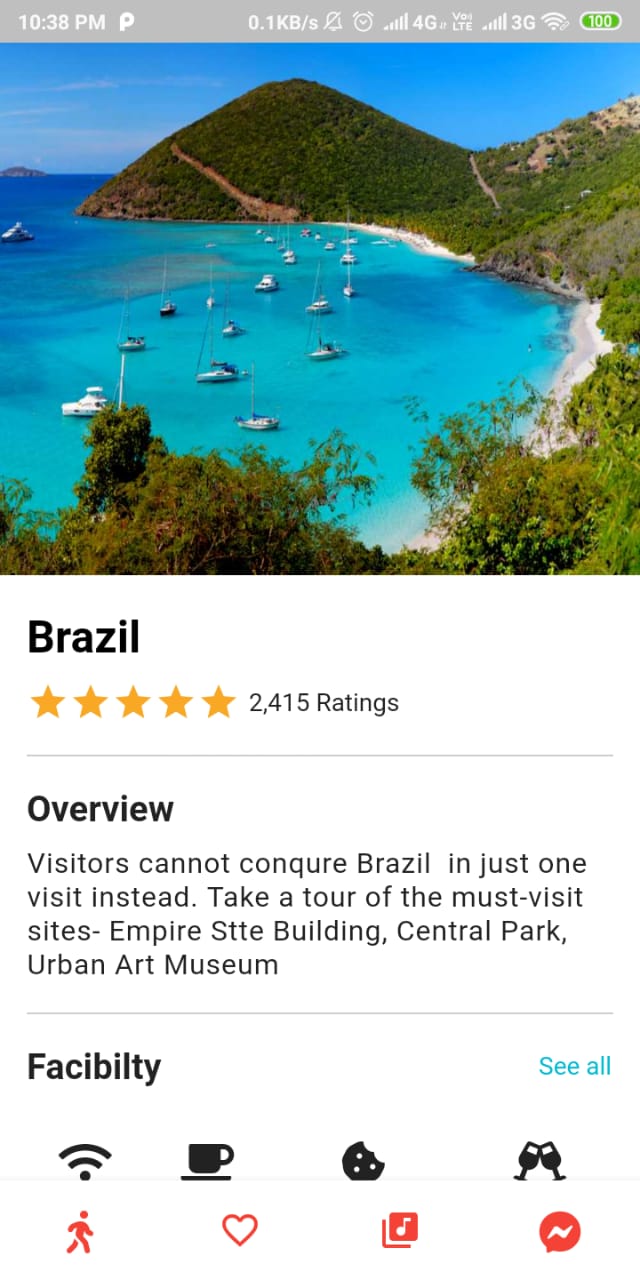 10:38 PM P 0.1KB/s 4G Vo) LTE 3G 100
Brazil
2,415 Ratings
Overview
Visitors cannot conqure Brazil  in just one
visit instead. Take a tour of the must-visit
sites- Empire Stte Building, Central Park,
Urban Art Museum
Facibilty See all